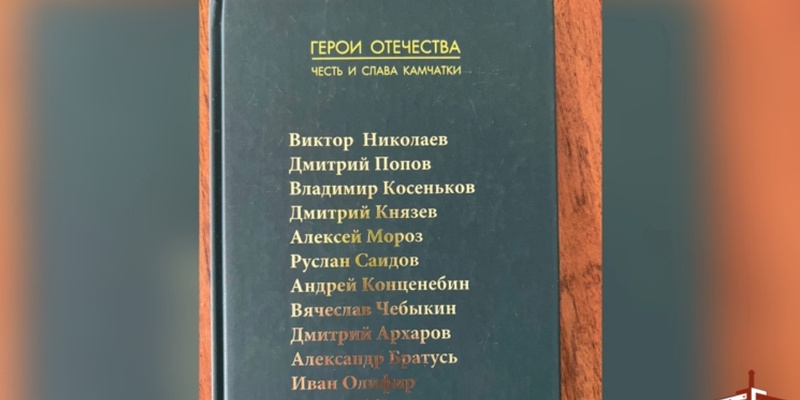 ГЕРОИ ОТЕЧЕСТВА
ЧЕСТЬ И СЛАВА КАМЧАТКИ
Виктор Николаев
Дмитрий Попов
Владимир Косеньков
Дмитрий Князев
Алексей Мороз
Руслан Саидов
Андрей Конценебин
Вячеслав Чебыкин
Дмитрий Архаров
Александр Братусь
Иван Олифир